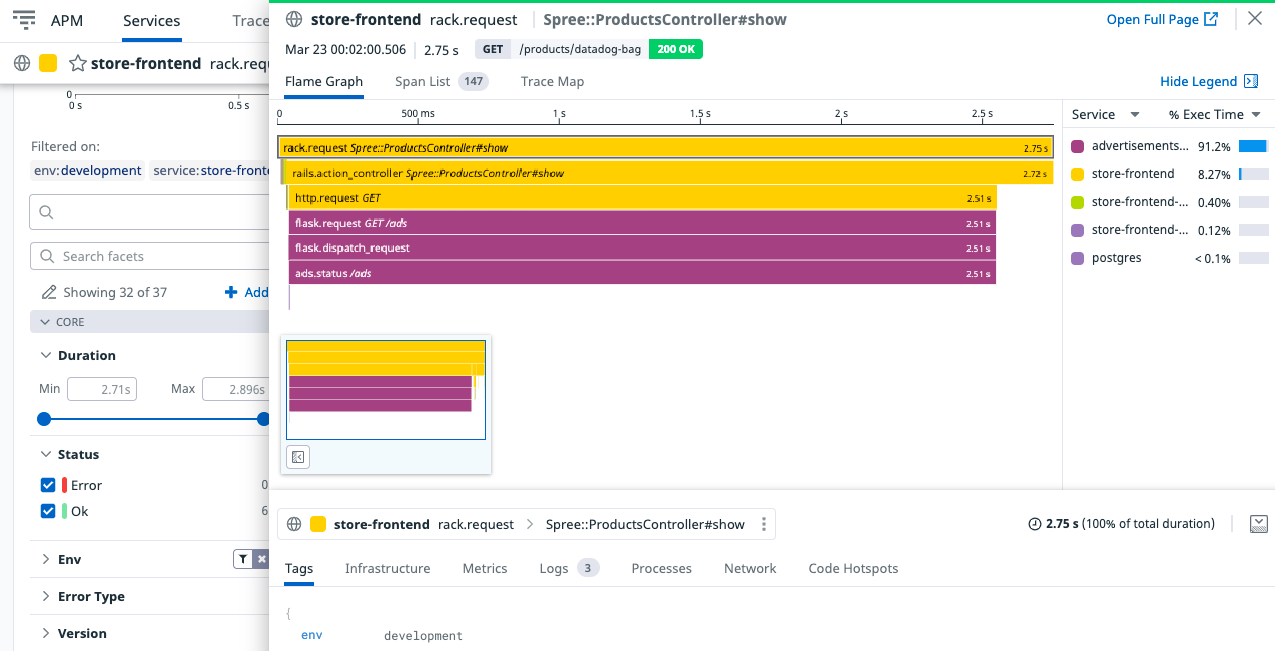 APM Services Trace
store-frontend rack.requ
0
0 s 0.5 s
Filtered on:
env:development service:store-fronte
Search facets
Showing 32 of 37 Add
CORE
Duration
Min 2.71s Max 2.896s
Status
Error 0
Ok 6
Env
Error Type
Version
store-frontend rack.request Spree::ProductsController#show
Open Full Page
Mar 23 00:02:00.506 2.75 s GET /products/datadog-bag 200 OK
Flame Graph Span List 147 Trace Map
Hide Legend
0 500 ms 1 s 1.5 s 2 s 2.5 s
rack.request Spree::ProductsController#show 2.75 s
rails.action_controller Spree::ProductsController#show 2.72 s
http.request GET 2.51 s
flask.request GET /ads 2.51 s
flask.dispatch_request 2.51 s
ads.status /ads 2.51 s
Service % Exec Time
advertisements... 91.2%
store-frontend 8.27%
store-frontend-... 0.40%
store-frontend-... 0.12%
postgres < 0.1%
store-frontend rack.request > Spree::ProductsController#show
2.75 s (100% of total duration)
Tags Infrastructure Metrics Logs 3 Processes Network Code Hotspots
{
env development